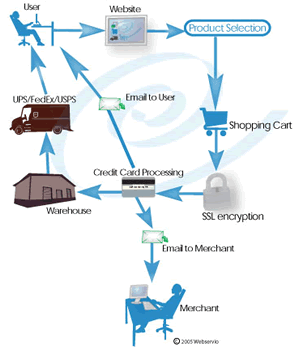 User
Website
Product Selection
Email to User
UPS/FedEx/USPS
Shopping Cart
Credit Card Processing
Warehouse
SSL encryption
Email to Merchant
Merchant
© 2005 Webservio